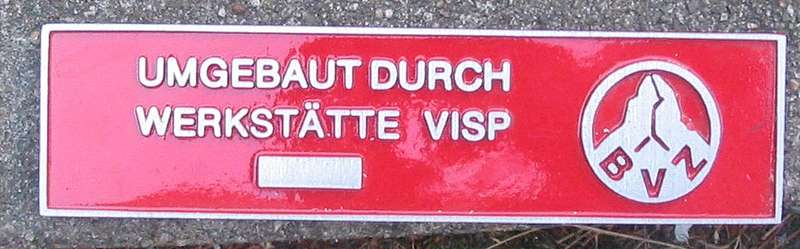 UMGEBAUT DURCH
WERKSTÄTTE VISP
BVZ